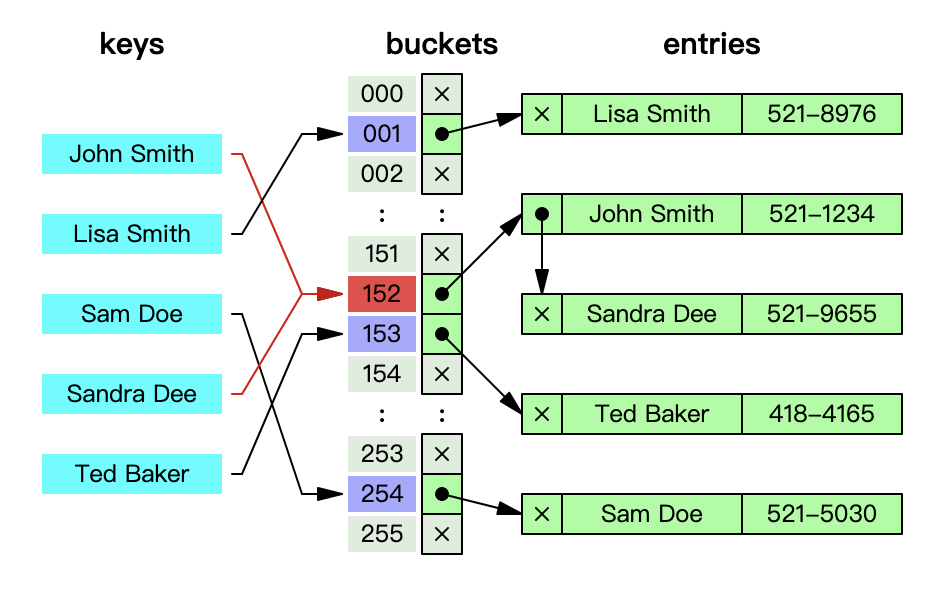 keys
buckets
entries
John Smith
Lisa Smith
Sam Doe
Sandra Dee
Ted Baker
000 ×
001
002 ×
: :
151 ×
152
153
154 ×
: :
253 ×
254
255 ×
× Lisa Smith 521–8976
John Smith 521–1234
× Sandra Dee 521–9655
× Ted Baker 418–4165
× Sam Doe 521–5030